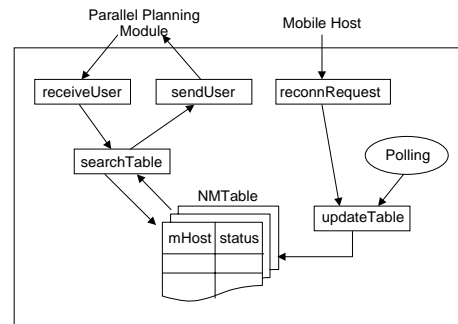 Parallel Planning
Module
Mobile Host
receiveUser
sendUser
reconnRequest
searchTable
Polling
NMTable
updateTable
mHost status